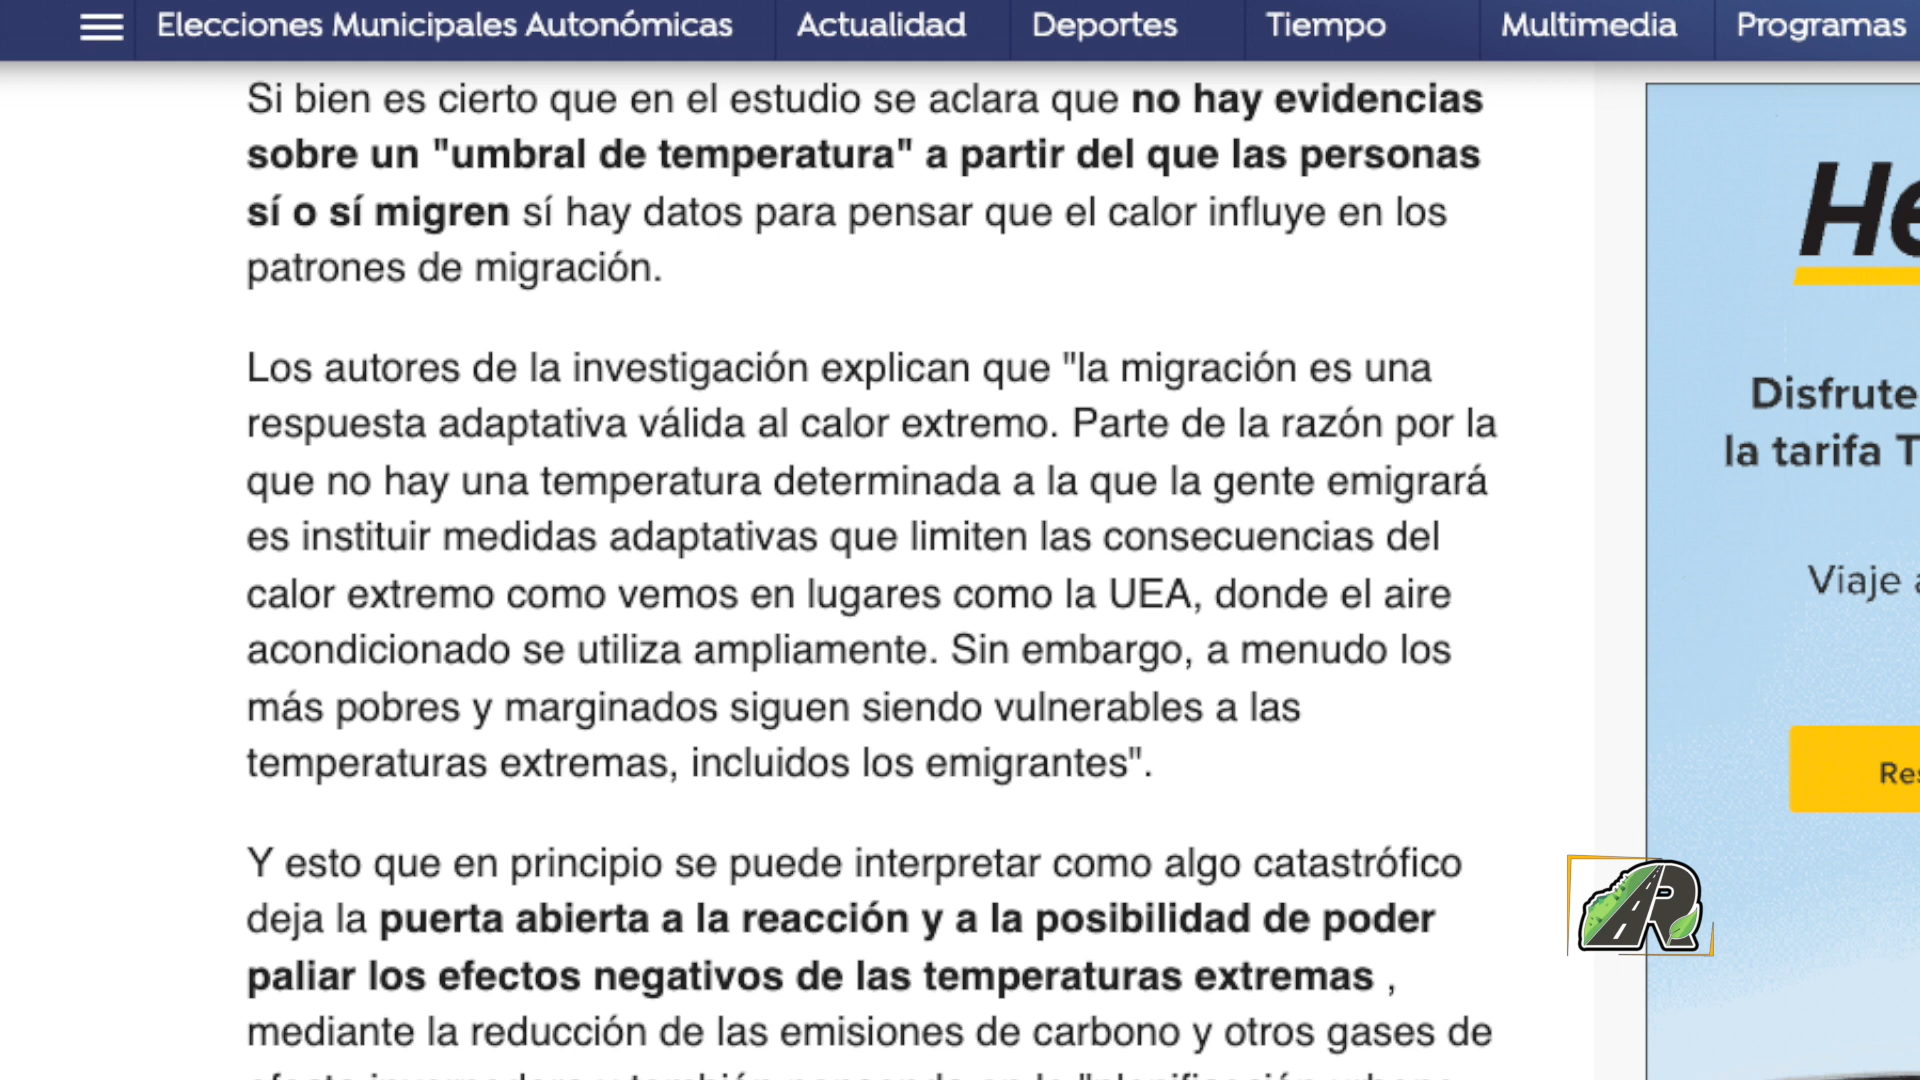 Elecciones Municipales Autonómicas Actualidad Deportes Tiempo Multimedia Programas
Si bien es cierto que en el estudio se aclara que no hay evidencias
sobre un "umbral de temperatura" a partir del que las personas
sí o sí migren sí hay datos para pensar que el calor influye en los
patrones de migración.
Los autores de la investigación explican que "la migración es una
respuesta adaptativa válida al calor extremo. Parte de la razón por la
que no hay una temperatura determinada a la que la gente emigrará
es instituir medidas adaptativas que limiten las consecuencias del
calor extremo como vemos en lugares como la UEA, donde el aire
acondicionado se utiliza ampliamente. Sin embargo, a menudo los
más pobres y marginados siguen siendo vulnerables a las
temperaturas extremas, incluidos los emigrantes".
Y esto que en principio se puede interpretar como algo catastrófico
deja la puerta abierta a la reacción y a la posibilidad de poder
paliar los efectos negativos de las temperaturas extremas ,
mediante la reducción de las emisiones de carbono y otros gases de
Disfrute
la tarifa T
Viaje
R